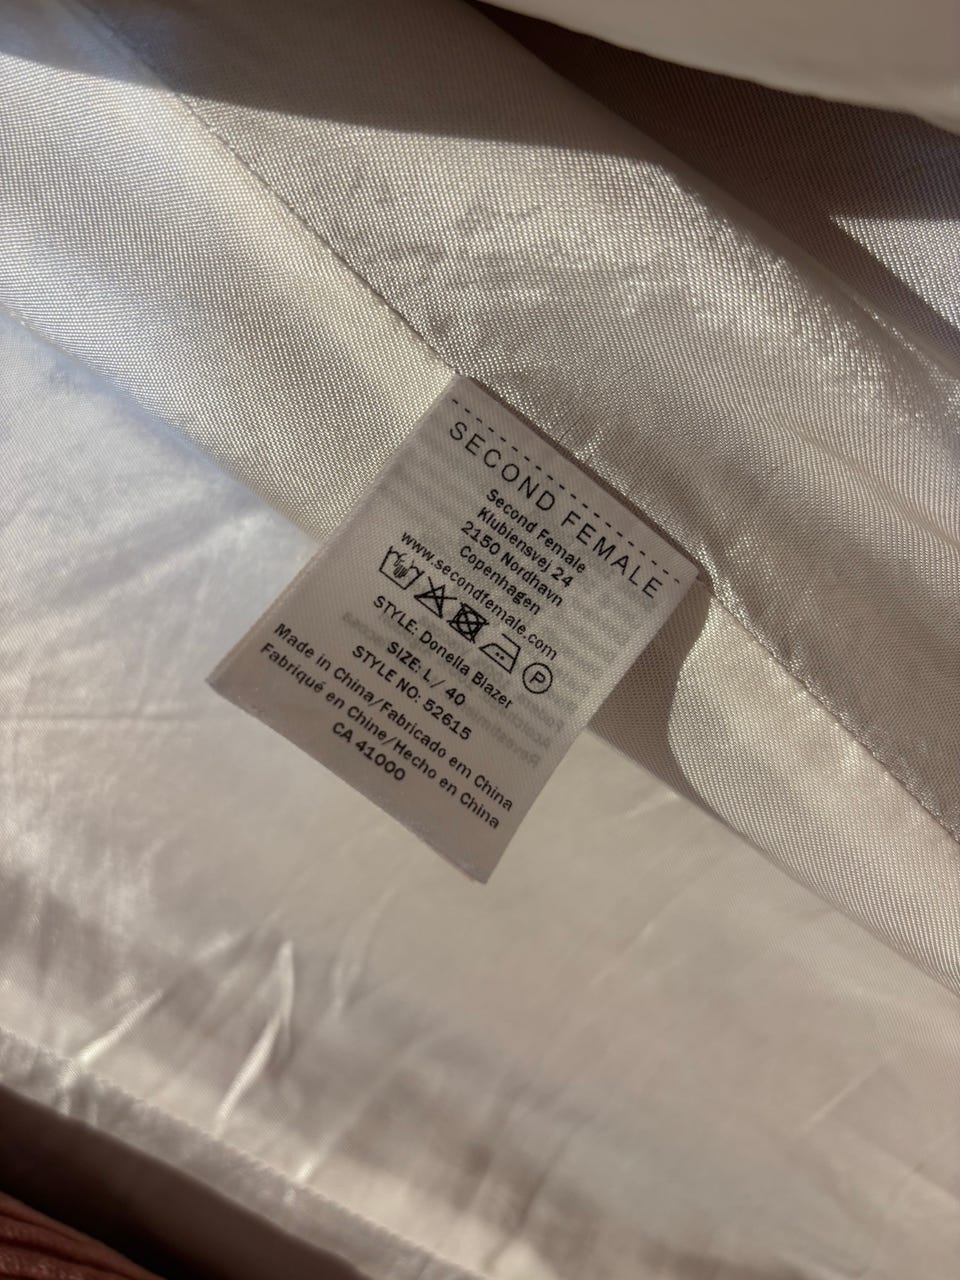 SECOND FEMALE
Second Female
Klubiensvej 24
2150 Nordhavn
Copenhagen
www.secondfemale.com
P
STYLE: Donella Blazer
SIZE: L / 40
STYLE NO: 52615
Made in China/Fabricado em China
Fabriqué en Chine/Hecho en China
CA 41000